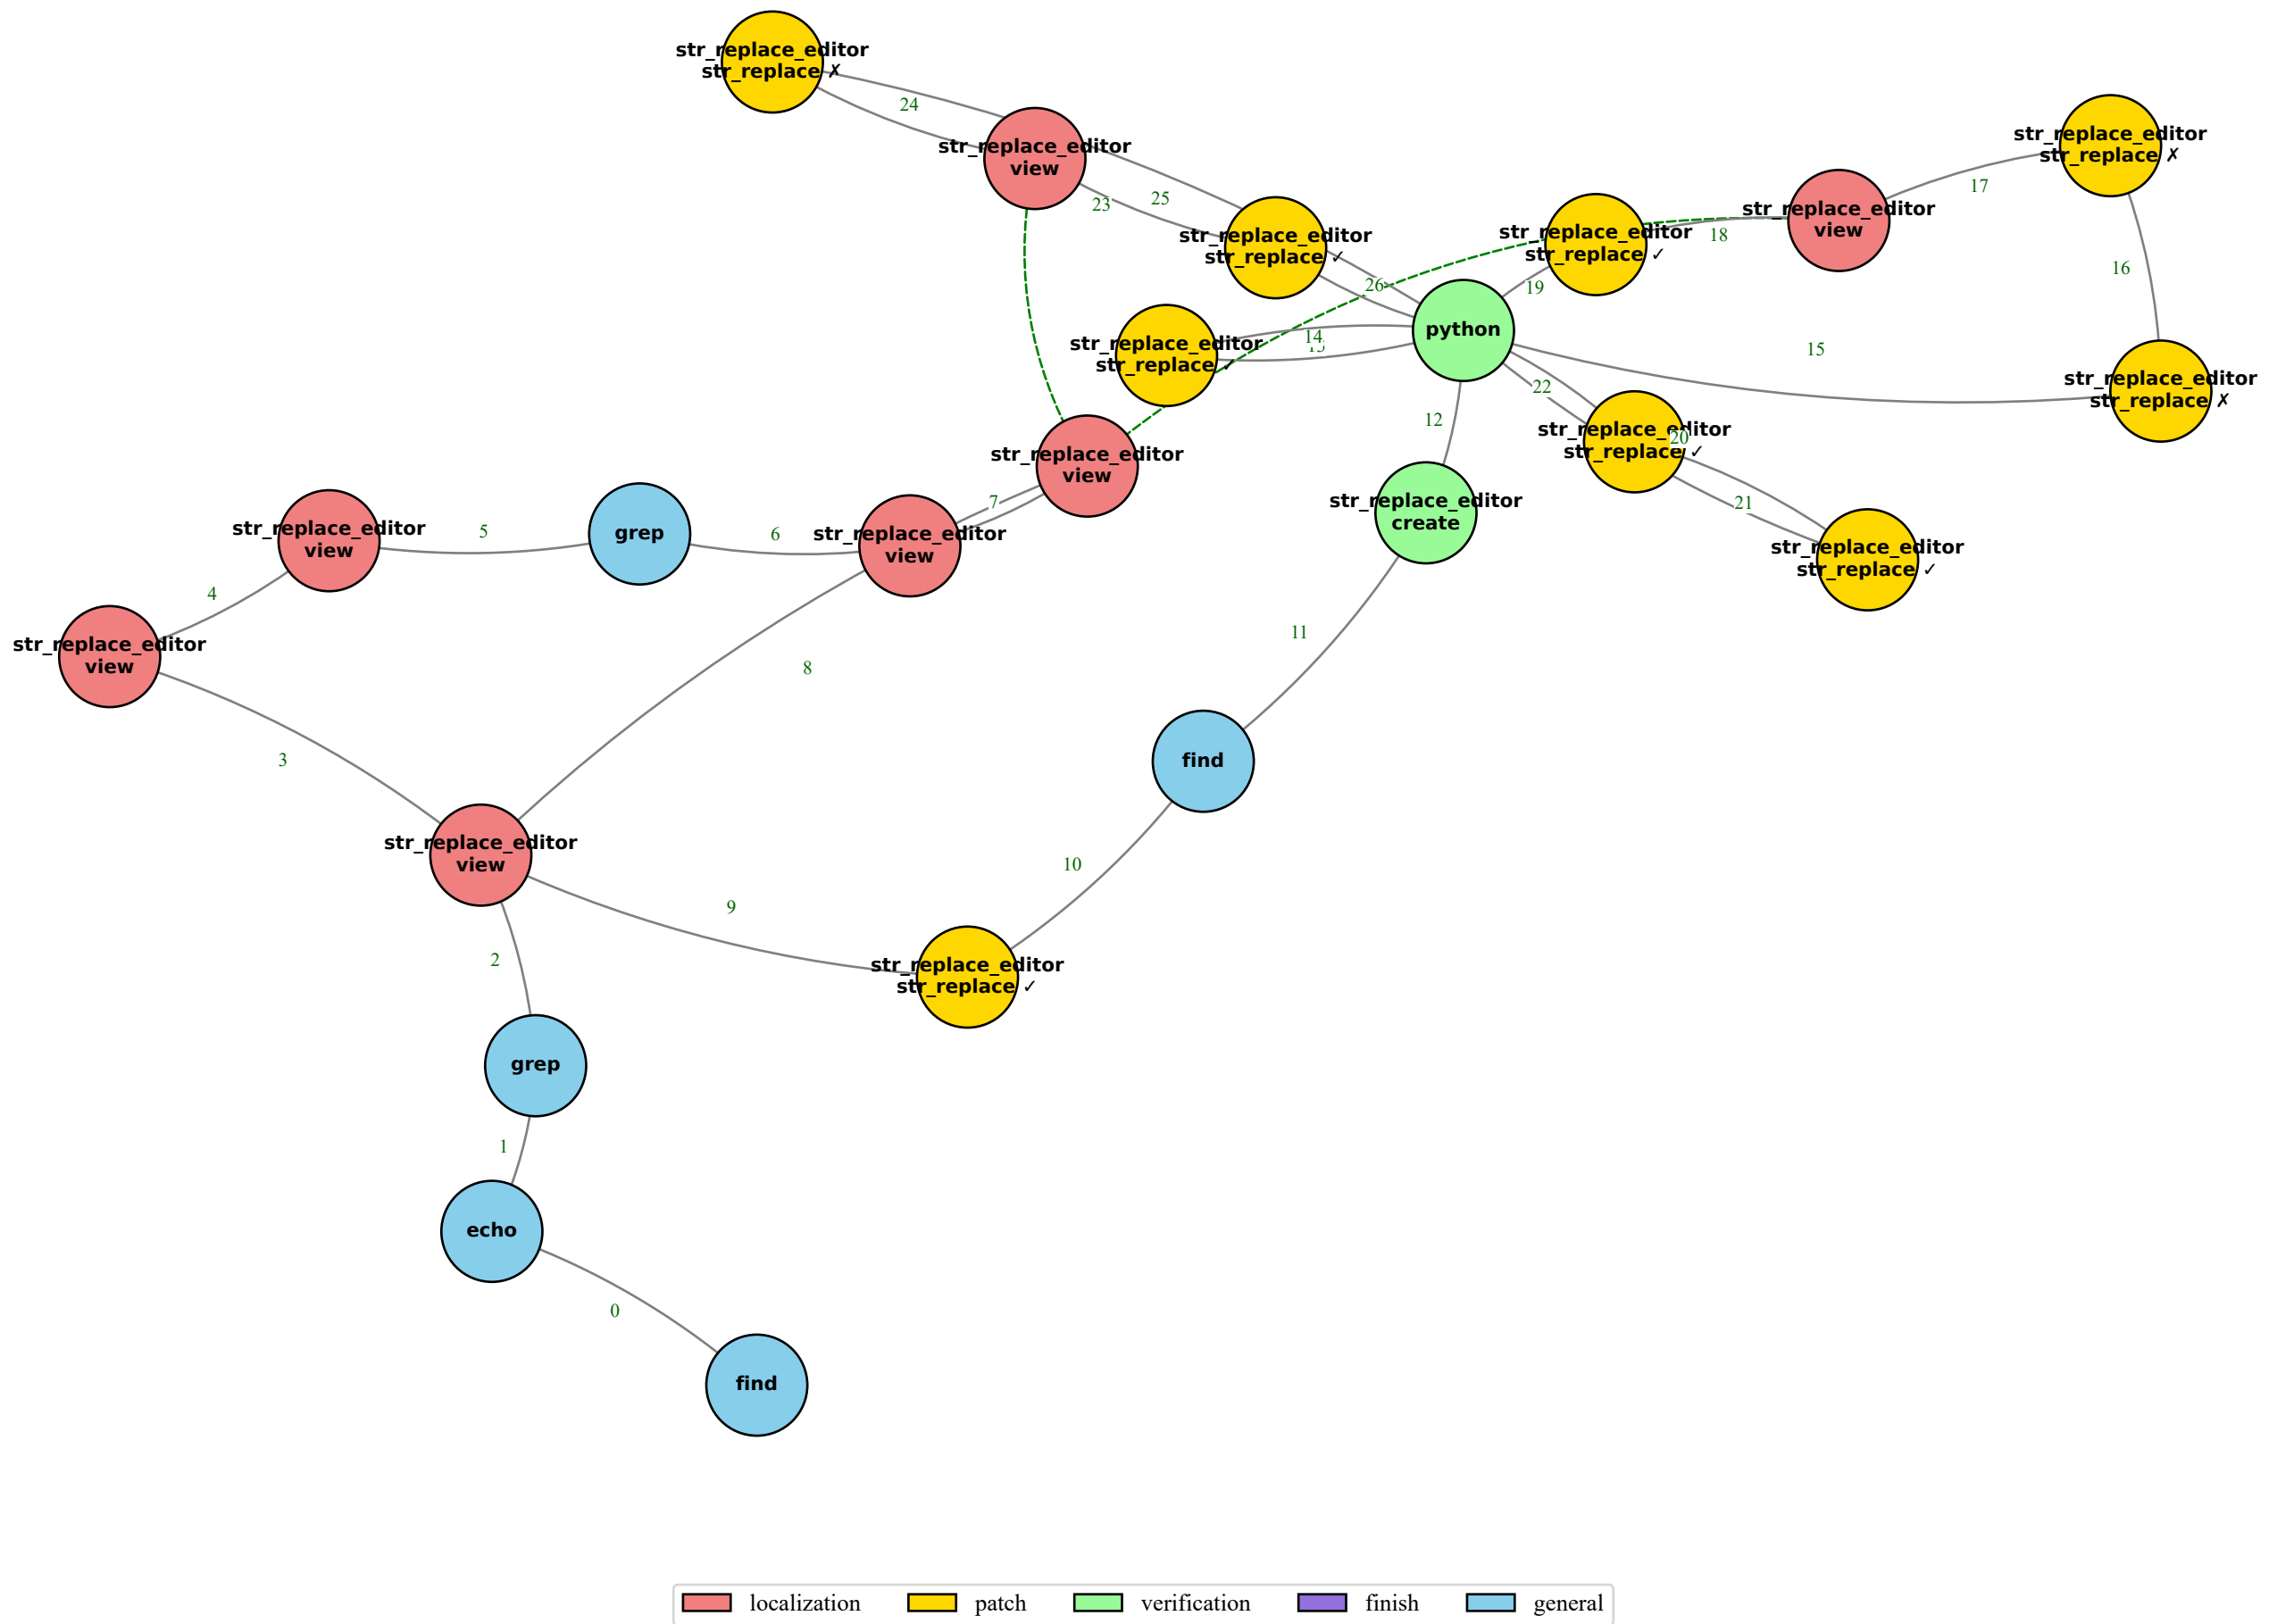 str_replace_editor
str_replace ✗
24
str_replace_editor
view
23
25
str_replace_editor
str_replace ✓
26
str_replace_editor
str_replace ✓
18
19
str_replace_editor
view
17
str_replace_editor
str_replace ✗
16
15
str_replace_editor
str_replace ✗
python
str_replace_editor
str_replace ✓
14
12
22
str_replace_editor
str_replace ✓
20
21
str_replace_editor
str_replace ✓
str_replace_editor
view
7
str_replace_editor
create
str_replace_editor
view
5
grep
6
str_replace_editor
view
4
str_replace_editor
view
3
8
11
find
10
str_replace_editor
view
9
str_replace_editor
str_replace ✓
2
grep
1
echo
0
find
localization
patch
verification
finish
general